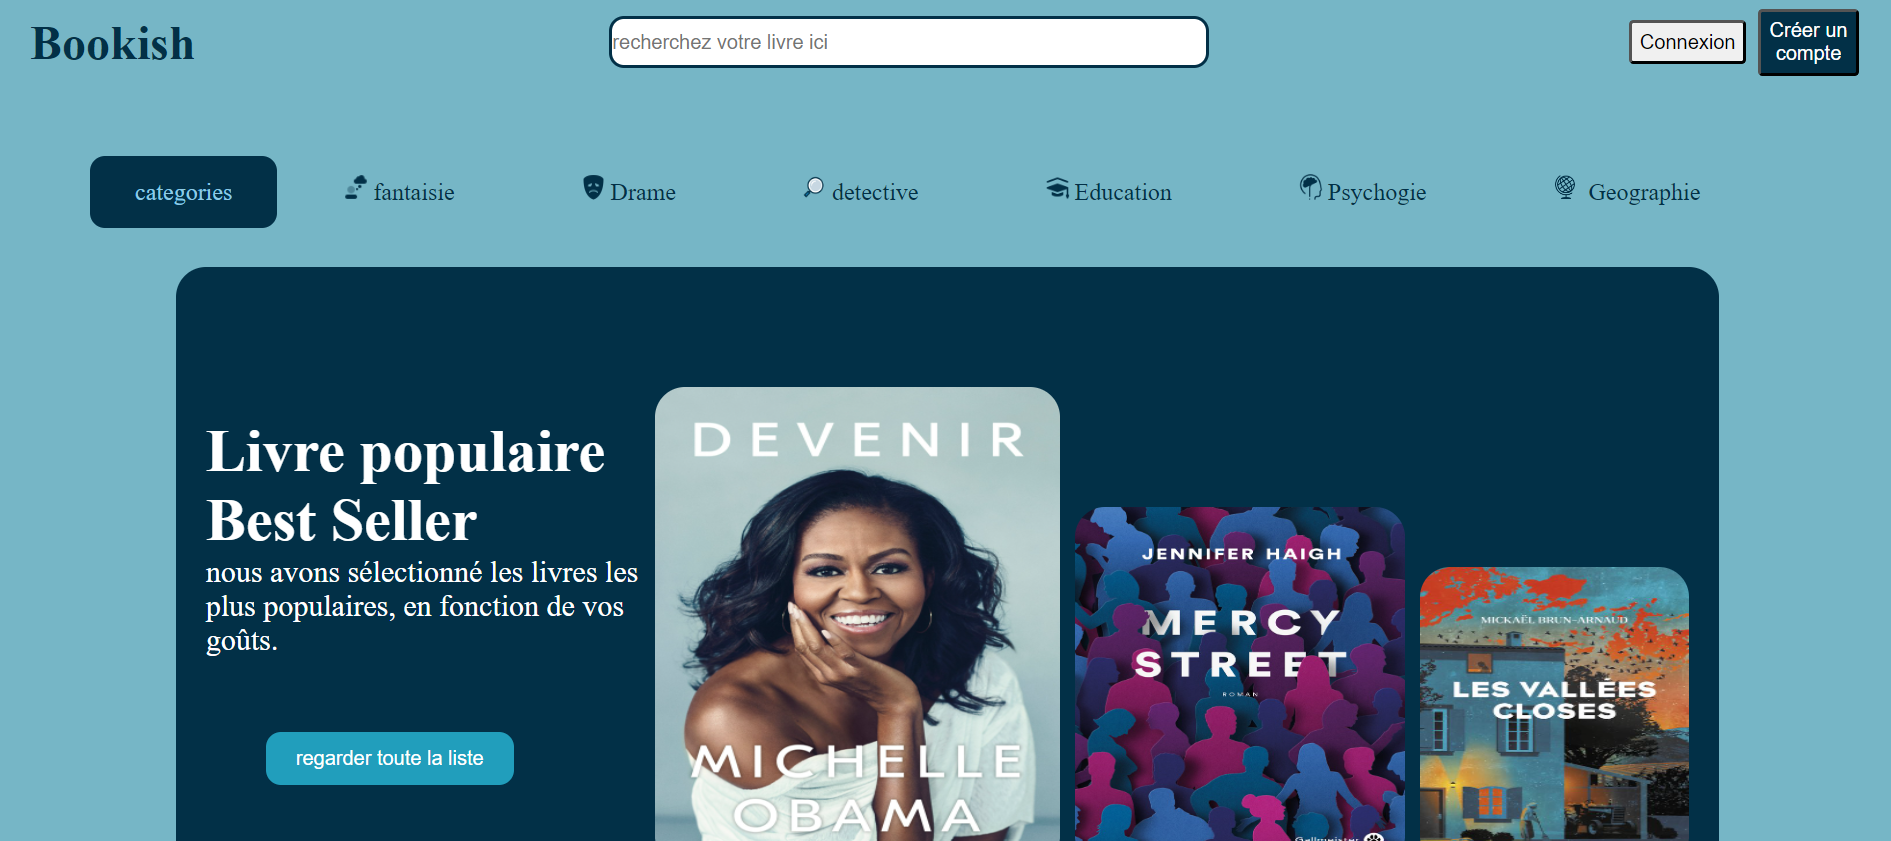 Bookish
recherchez votre livre ici
Connexion
Créer un
compte
categories
fantaisie
Drame
detective
Education
Psychogie
Geographie
Livre populaire
Best Seller
nous avons sélectionné les livres les
plus populaires, en fonction de vos
goûts.
regarder toute la liste
DEVENIR
MICHELLE
OBAMA
JENNIFER HAIGH
MERCY
STREET
ROMAN
Gallmeister
MICKAËL BRUN-ARNAUD
LES VALLÉES
CLOSES